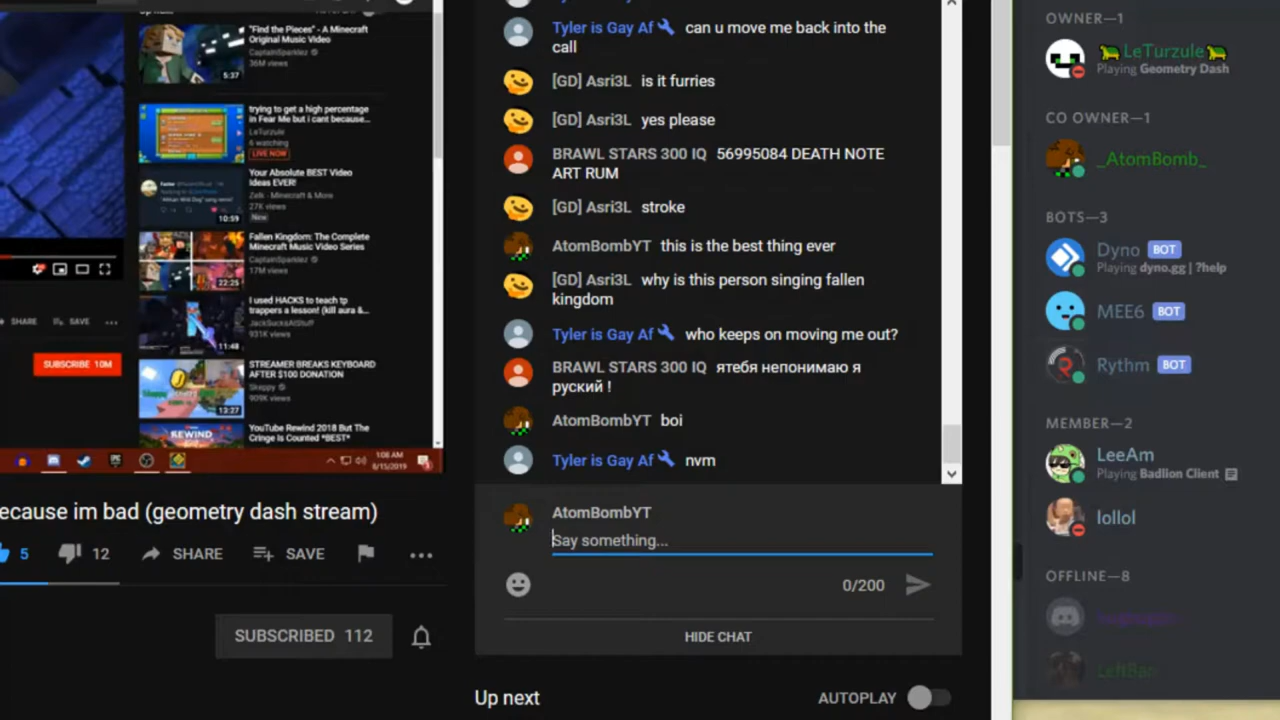 Up next
"Find the Pieces" - A Minecraft
Original Music Video
CaptainSparklez
36M views
5:37
trying to get a high percentage
in Fear Me but i cant because...
LeTurzule
6 watching
LIVE NOW
Your Absolute BEST Video
Ideas EVER!
Zelk - Minecraft & More
27K views
New
10:59
Fallen Kingdom: The Complete
Minecraft Music Video Series
CaptainSparklez
17M views
22:25
I used HACKS to teach tp
trappers a lesson! (kill aura &...
JackSucksAtStuff
931K views
11:48
STREAMER BREAKS KEYBOARD
AFTER $100 DONATION
Skeppy
909K views
13:27
YouTube Rewind 2018 But The
Cringe Is Counted *BEST*
REWIND
SHARE
SAVE
SUBSCRIBE 10M
1:08 AM
8/15/2019
ecause im bad (geometry dash stream)
5
12
SHARE
SAVE
SUBSCRIBED 112
Tyler is Gay Af can u move me back into the
call
[GD] Asri3L is it furries
[GD] Asri3L yes please
BRAWL STARS 300 IQ 56995084 DEATH NOTE
ART RUM
[GD] Asri3L stroke
AtomBombYT this is the best thing ever
[GD] Asri3L why is this person singing fallen
kingdom
Tyler is Gay Af who keeps on moving me out?
BRAWL STARS 300 IQ ятебя непонимаю я
руский !
AtomBombYT boi
Tyler is Gay Af nvm
AtomBombYT
Say something...
0/200
HIDE CHAT
Up next
AUTOPLAY
OWNER—1
LeTurzule
Playing Geometry Dash
CO OWNER—1
_AtomBomb_
BOTS—3
Dyno BOT
Playing dyno.gg | ?help
MEE6 BOT
Rythm BOT
MEMBER—2
LeeAm
Playing Badlion Client
lollol
OFFLINE—8